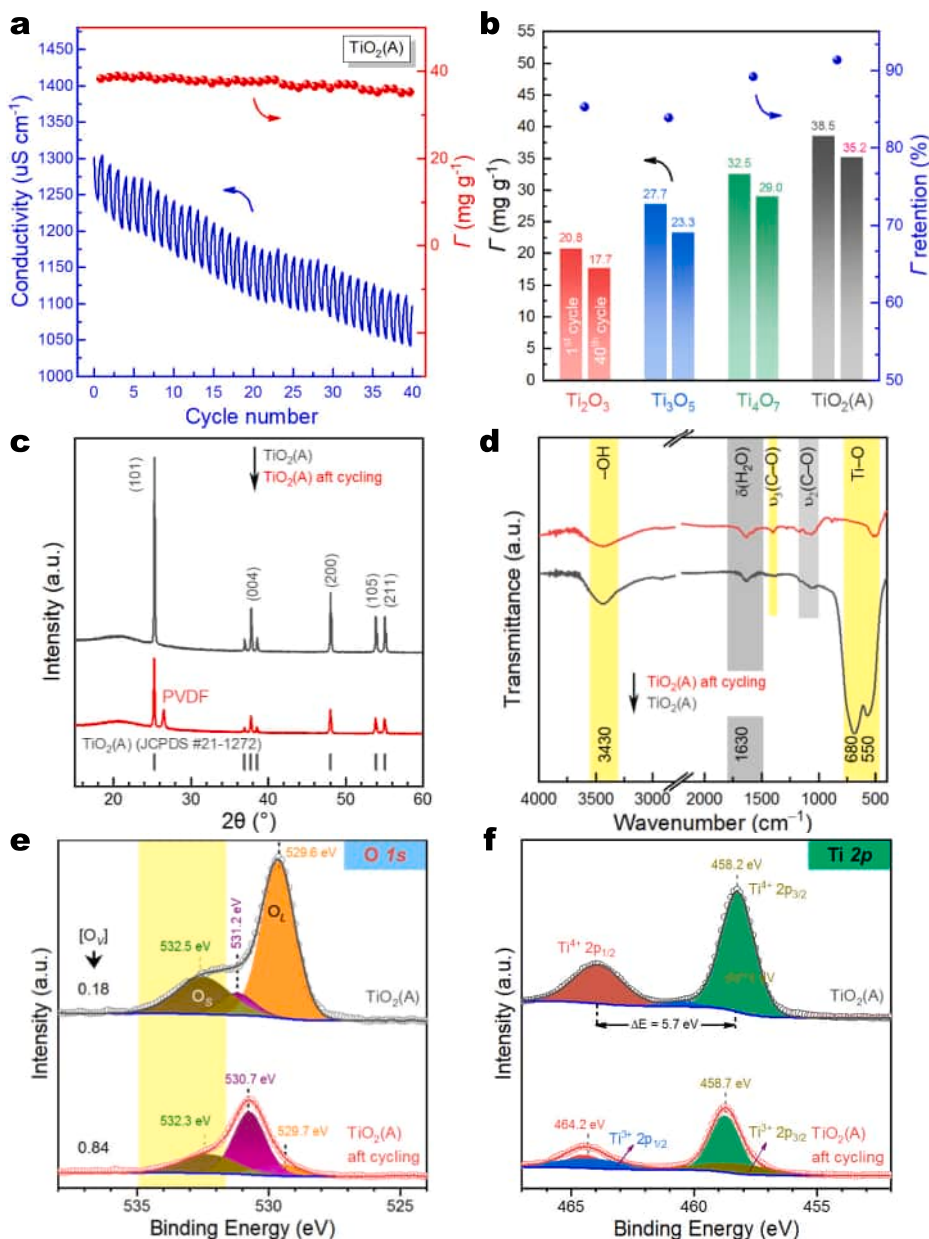 a
TiO₂(A)
1450
1400
1350
1300
1250
1200
1150
1100
1050
1000
Conductivity (uS cm⁻¹)
40
20
0
Γ (mg g⁻¹)
0 5 10 15 20 25 30 35 40
Cycle number
b
55
50
45
40
35
30
25
20
15
10
5
0
Γ (mg g⁻¹)
90
80
70
60
50
Γ retention (%)
20.8
17.7
27.7
23.3
32.5
29.0
38.5
35.2
1ˢᵗ cycle
40ᵗʰ cycle
Ti₂O₃ Ti₃O₅ Ti₄O₇ TiO₂(A)
c
TiO₂(A)
TiO₂(A) aft cycling
(101)
(004)
(200)
(105)
(211)
PVDF
TiO₂(A) (JCPDS #21-1272)
Intensity (a.u.)
20 30 40 50 60
2θ (°)
d
–OH
δ(H₂O)
υ₃(C–O)
υ₂(C–O)
Ti–O
TiO₂(A) aft cycling
TiO₂(A)
3430
1630
680
550
Transmittance (a.u.)
4000 3500 3000 2000 1500 1000 500
Wavenumber (cm⁻¹)
e
O 1s
529.6 eV
O_L
531.2 eV
532.5 eV
O_S
[O_V]
0.18
TiO₂(A)
530.7 eV
532.3 eV
529.7 eV
0.84
TiO₂(A)
aft cycling
Intensity (a.u.)
535 530 525
Binding Energy (eV)
f
Ti 2p
458.2 eV
Ti⁴⁺ 2p₃/₂
Ti⁴⁺ 2p₁/₂
TiO₂(A)
ΔE = 5.7 eV
458.7 eV
464.2 eV
Ti³⁺ 2p₁/₂
Ti³⁺ 2p₃/₂
TiO₂(A)
aft cycling
Intensity (a.u.)
465 460 455
Binding Energy (eV)